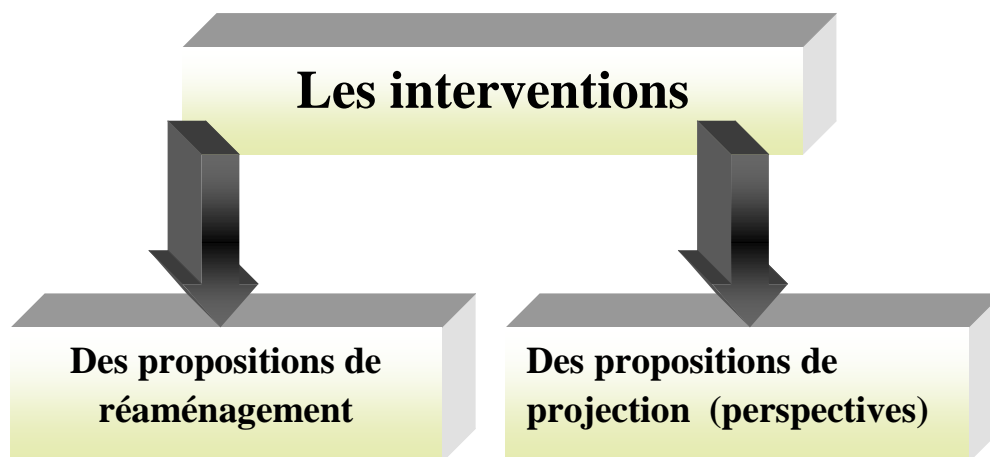 Les interventions
Des propositions de
réaménagement
Des propositions de
projection (perspectives)